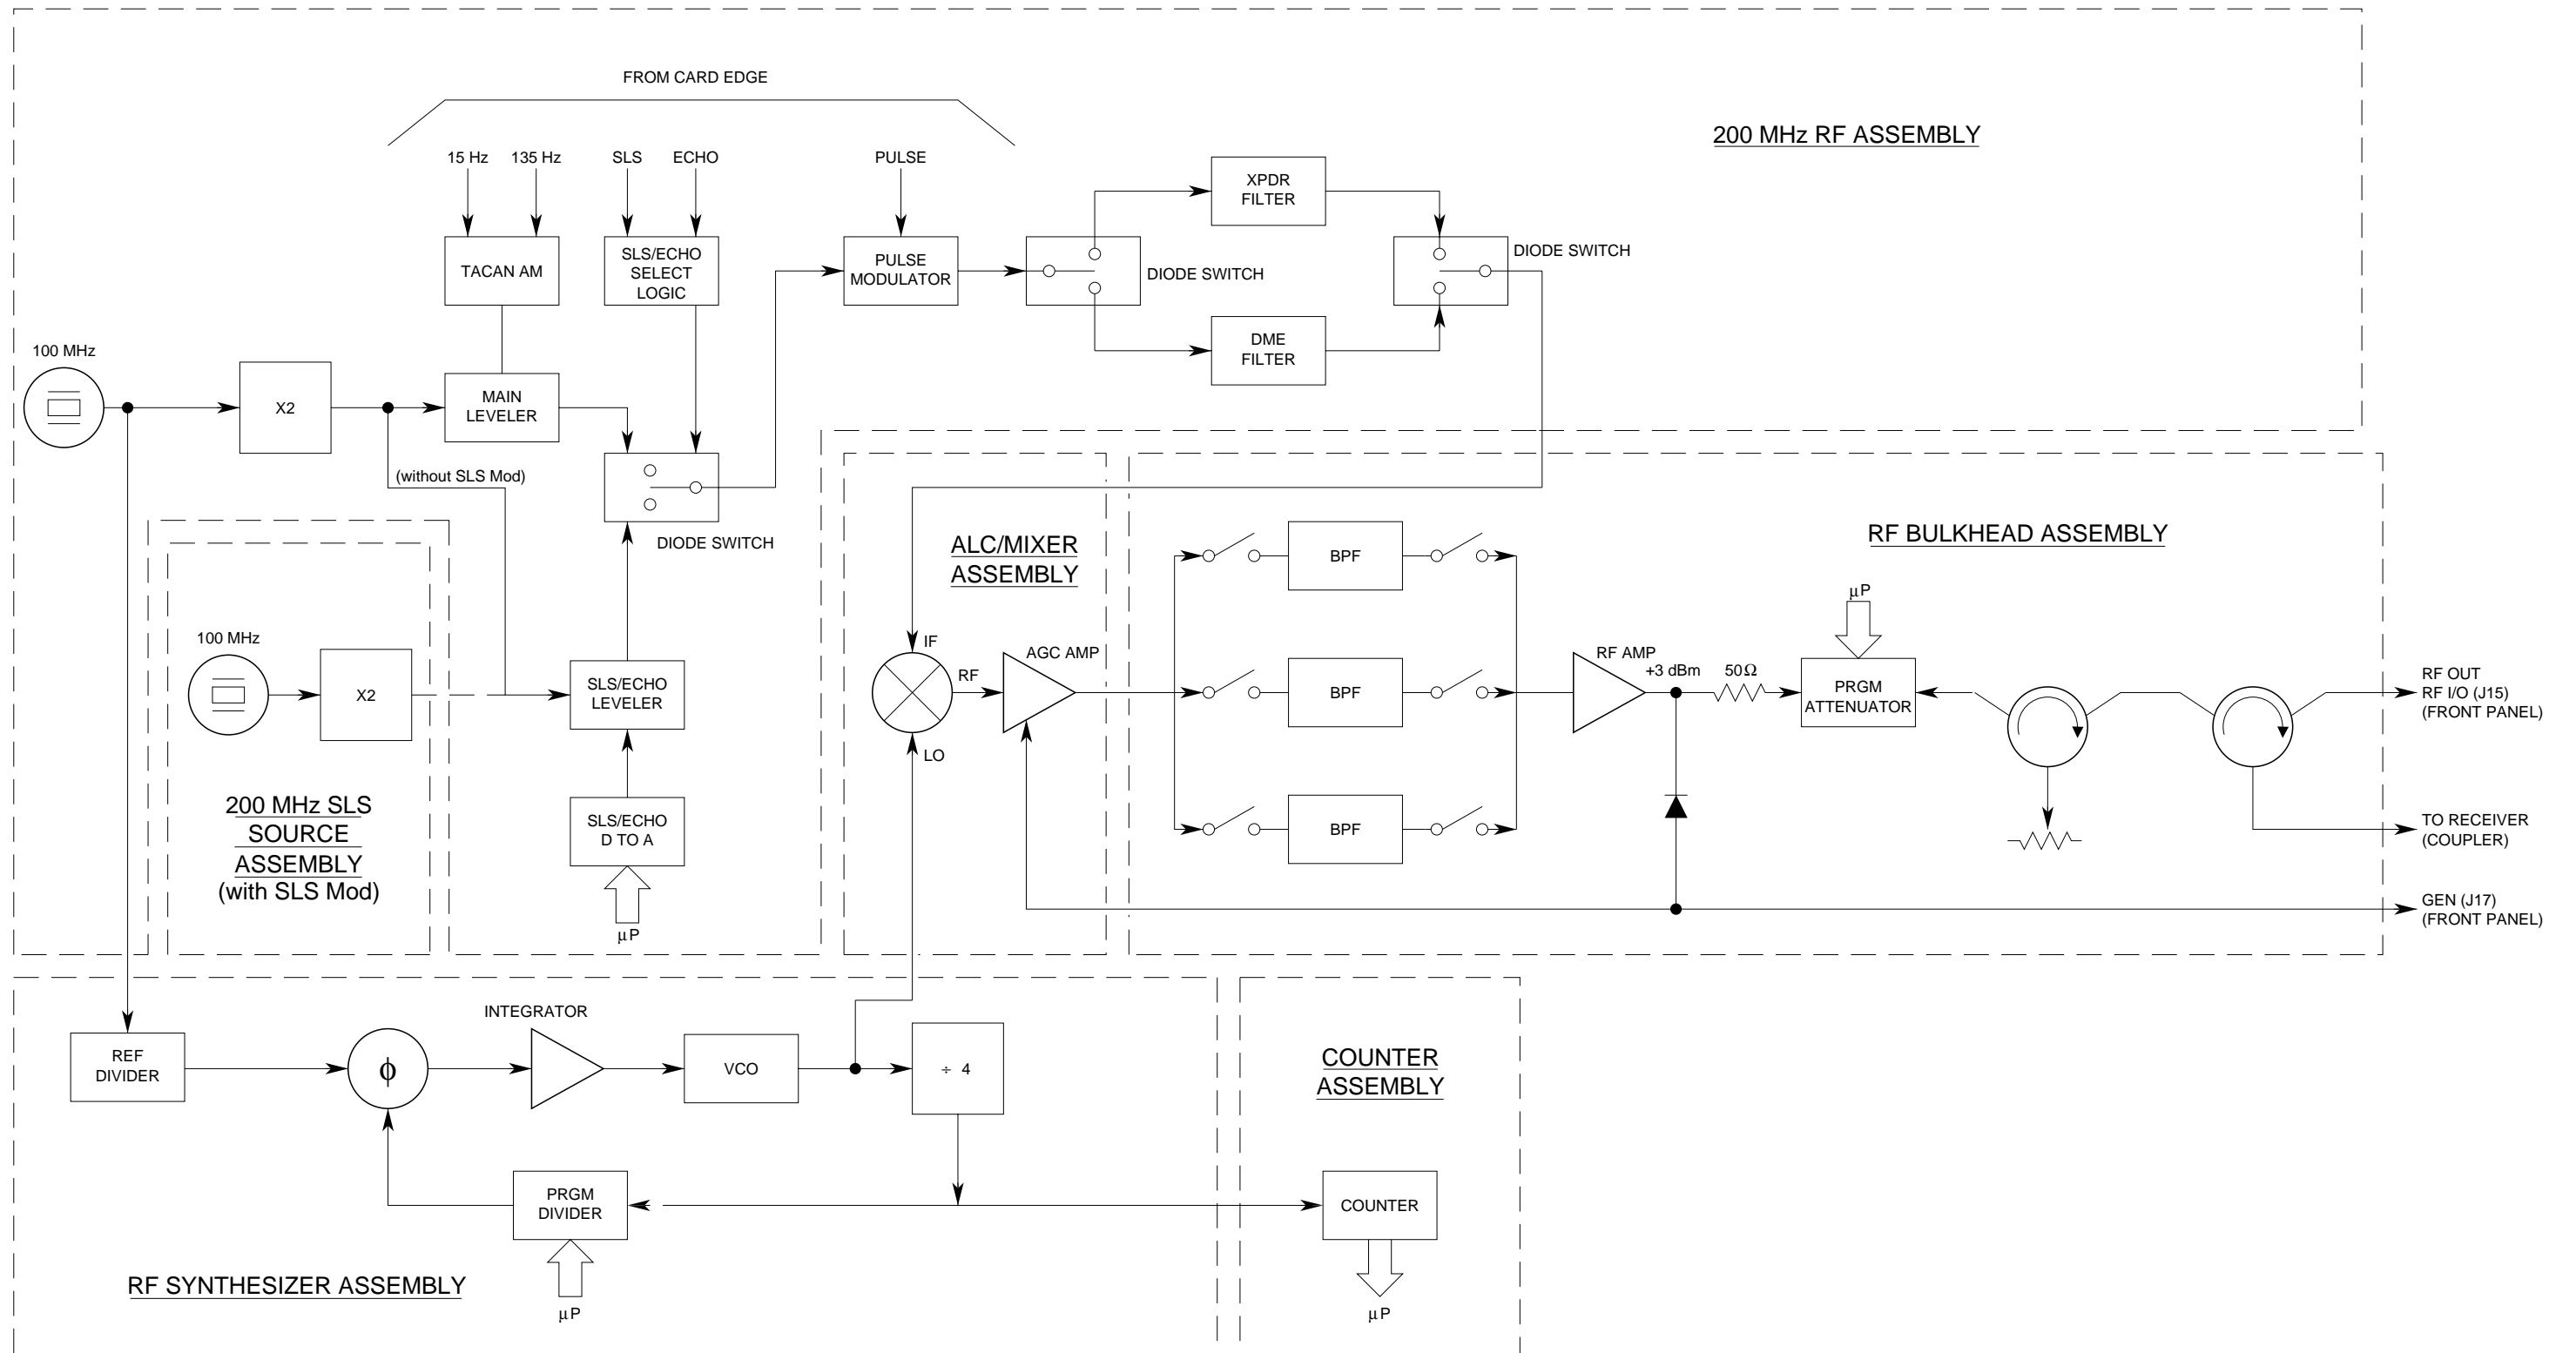 FROM CARD EDGE
200 MHz RF ASSEMBLY
15 Hz
135 Hz
SLS
ECHO
PULSE
TACAN AM
SLS/ECHO
SELECT
LOGIC
PULSE
MODULATOR
DIODE SWITCH
XPDR
FILTER
DME
FILTER
DIODE SWITCH
100 MHz
X2
MAIN
LEVELER
(without SLS Mod)
DIODE SWITCH
100 MHz
X2
SLS/ECHO
LEVELER
SLS/ECHO
D TO A
μP
200 MHz SLS
SOURCE
ASSEMBLY
(with SLS Mod)
ALC/MIXER
ASSEMBLY
IF
RF
LO
AGC AMP
RF BULKHEAD ASSEMBLY
BPF
BPF
BPF
RF AMP
+3 dBm
50Ω
μP
PRGM
ATTENUATOR
RF OUT
RF I/O (J15)
(FRONT PANEL)
TO RECEIVER
(COUPLER)
GEN (J17)
(FRONT PANEL)
REF
DIVIDER
ϕ
INTEGRATOR
VCO
÷ 4
PRGM
DIVIDER
μP
RF SYNTHESIZER ASSEMBLY
COUNTER
ASSEMBLY
COUNTER
μP